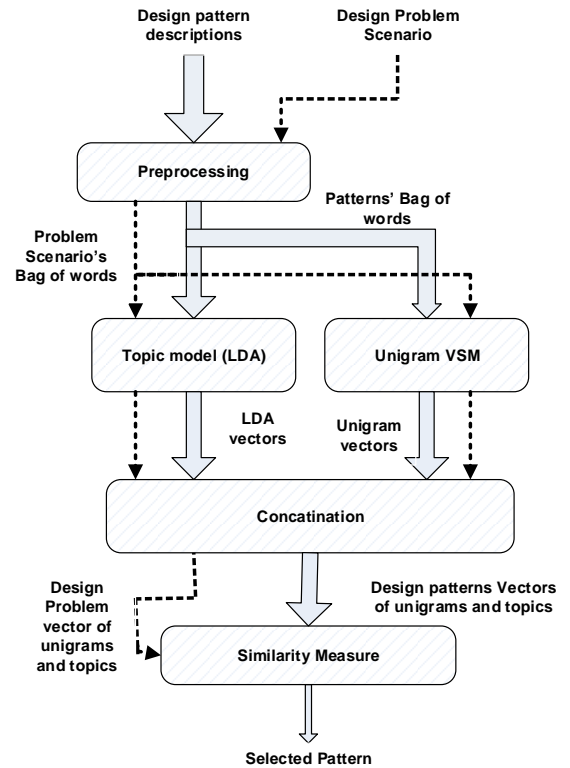 Design pattern
descriptions
Design Problem
Scenario
Preprocessing
Patterns' Bag of
words
Problem
Scenario's
Bag of words
Topic model (LDA)
Unigram VSM
LDA
vectors
Unigram
vectors
Concatination
Design
Problem
vector of
unigrams
and topics
Design patterns Vectors
of unigrams and topics
Similarity Measure
Selected Pattern